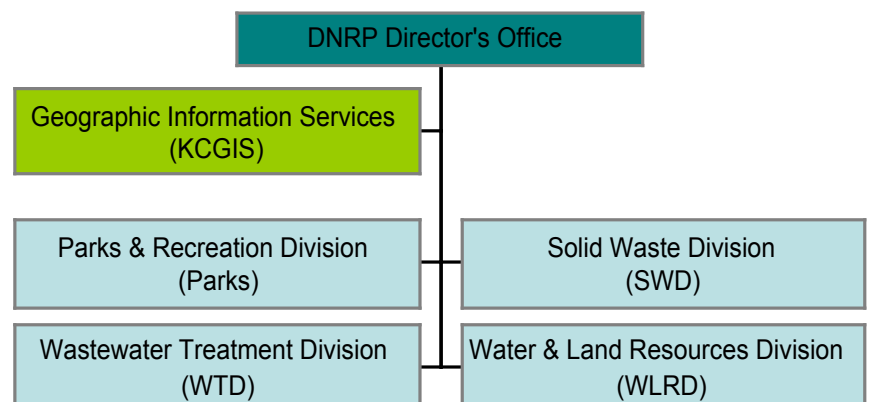 DNRP Director's Office
Geographic Information Services
(KCGIS)
Parks & Recreation Division
(Parks)
Solid Waste Division
(SWD)
Wastewater Treatment Division
(WTD)
Water & Land Resources Division
(WLRD)